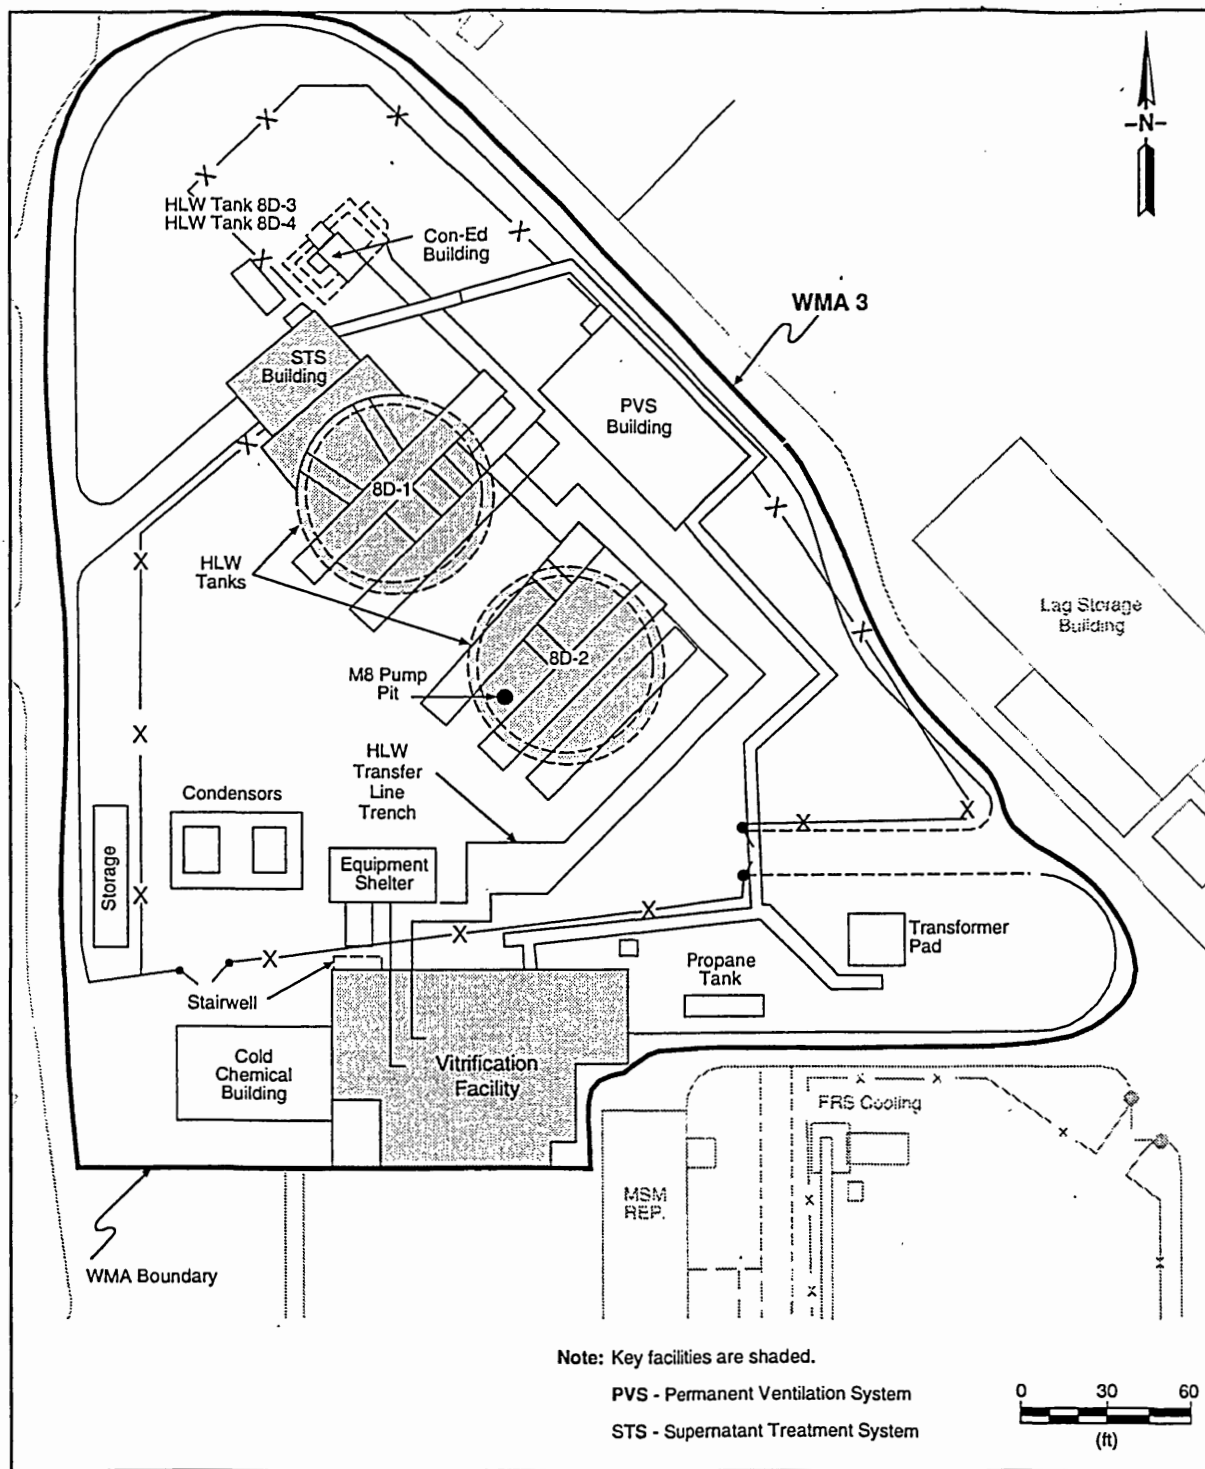 -N-
HLW Tank 8D-3
HLW Tank 8D-4
Con-Ed
Building
WMA 3
STS
Building
PVS
Building
8D-1
HLW
Tanks
Lag Storage
Building
8D-2
M8 Pump
Pit
HLW
Transfer
Line
Trench
Condensors
Storage
Equipment
Shelter
Transformer
Pad
Propane
Tank
Stairwell
Cold
Chemical
Building
Vitrification
Facility
FRS Cooling
MSM
REP.
WMA Boundary
Note: Key facilities are shaded.
PVS - Permanent Ventilation System
STS - Supernatant Treatment System
0 30 60
(ft)